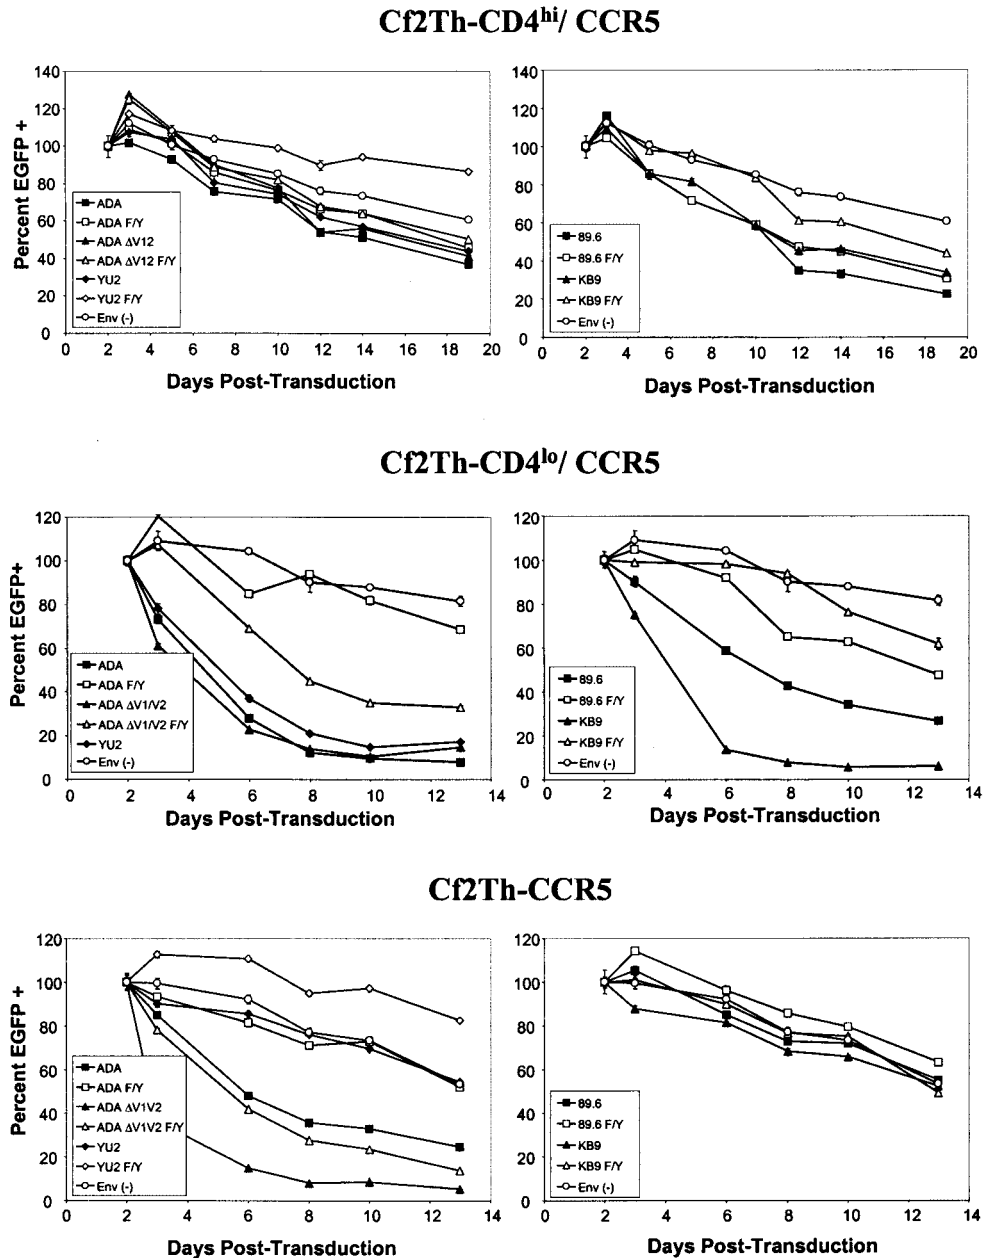 Cf2Th-CD4hi/ CCR5
Percent EGFP +
140
120
100
80
60
40
20
0
ADA
ADA F/Y
ADA ΔV12
ADA ΔV12 F/Y
YU2
YU2 F/Y
Env (-)
0 2 4 6 8 10 12 14 16 18 20
Days Post-Transduction
140
120
100
80
60
40
20
0
89.6
89.6 F/Y
KB9
KB9 F/Y
Env (-)
0 2 4 6 8 10 12 14 16 18 20
Days Post-Transduction
Cf2Th-CD4lo/ CCR5
Percent EGFP+
120
100
80
60
40
20
0
ADA
ADA F/Y
ADA ΔV1/V2
ADA ΔV1/V2 F/Y
YU2
Env (-)
0 2 4 6 8 10 12 14
Days Post-Transduction
120
100
80
60
40
20
0
89.6
89.6 F/Y
KB9
KB9 F/Y
Env (-)
0 2 4 6 8 10 12 14
Days Post-Transduction
Cf2Th-CCR5
Percent EGFP +
120
100
80
60
40
20
0
ADA
ADA F/Y
ADA ΔV1V2
ADA ΔV1V2 F/Y
YU2
YU2 F/Y
Env (-)
0 2 4 6 8 10 12 14
Days Post-Transduction
120
100
80
60
40
20
0
89.6
89.6 F/Y
KB9
KB9 F/Y
Env (-)
0 2 4 6 8 10 12 14
Days Post-Transduction